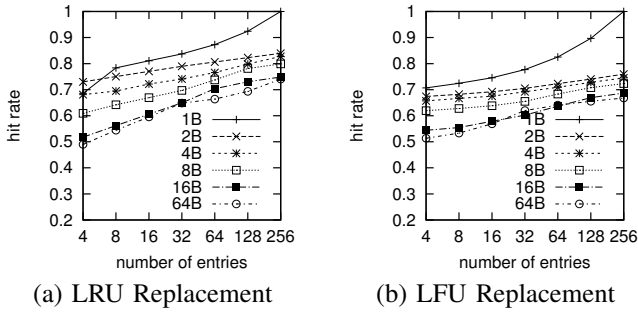 1
0.9
0.8
0.7
0.6
0.5
0.4
0.3
0.2
hit rate
1B
2B
4B
8B
16B
64B
4 8 16 32 64 128 256
number of entries
(a) LRU Replacement
1
0.9
0.8
0.7
0.6
0.5
0.4
0.3
0.2
hit rate
1B
2B
4B
8B
16B
64B
4 8 16 32 64 128 256
number of entries
(b) LFU Replacement